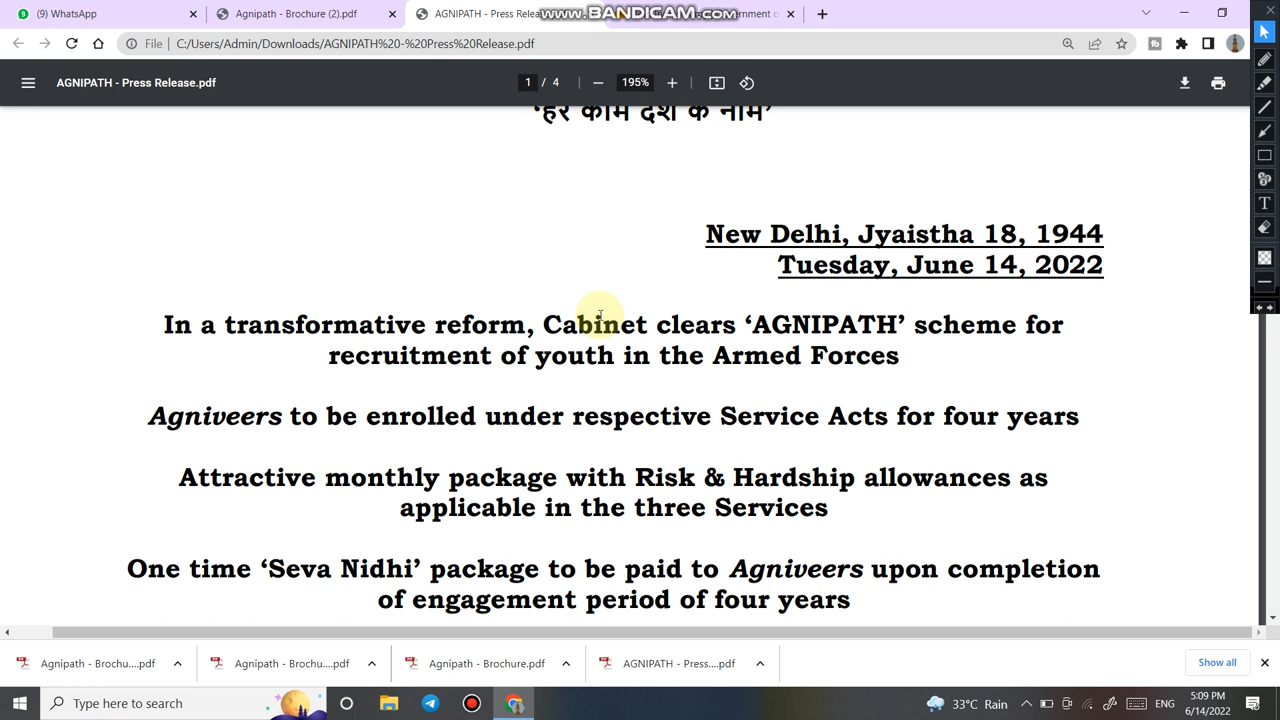 (9) WhatsApp
Agnipath - Brochure (2).pdf
AGNIPATH - Press Relea
www.BANDICAM.com
File C:/Users/Admin/Downloads/AGNIPATH%20-%20Press%20Release.pdf
AGNIPATH - Press Release.pdf
1 / 4
195%
‘हर काम देश के नाम’
New Delhi, Jyaistha 18, 1944
Tuesday, June 14, 2022
In a transformative reform, Cabinet clears ‘AGNIPATH’ scheme for
recruitment of youth in the Armed Forces
Agniveers to be enrolled under respective Service Acts for four years
Attractive monthly package with Risk & Hardship allowances as
applicable in the three Services
One time ‘Seva Nidhi’ package to be paid to Agniveers upon completion
of engagement period of four years
Agnipath - Brochu....pdf
Agnipath - Brochu....pdf
Agnipath - Brochure.pdf
AGNIPATH - Press....pdf
Show all
Type here to search
33°C Rain
ENG
5:09 PM
6/14/2022